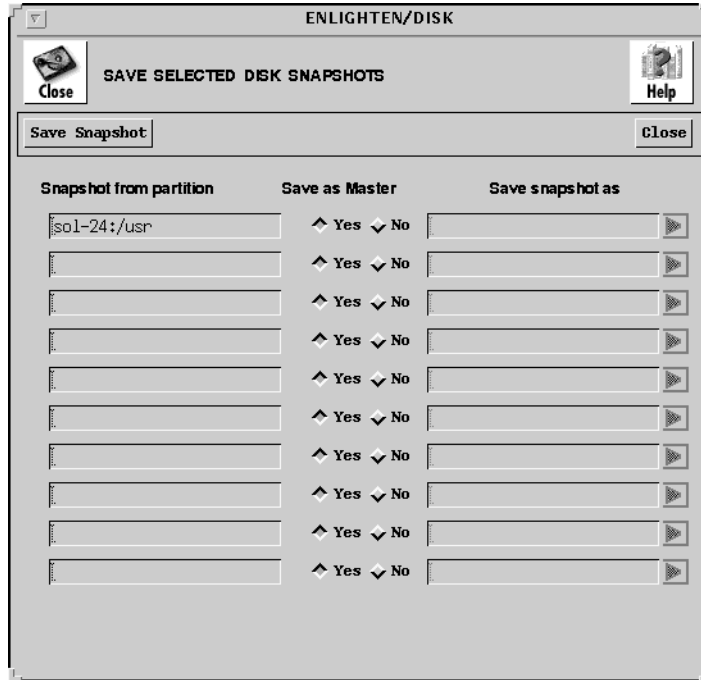 ENLIGHTEN/DISK
Close
SAVE SELECTED DISK SNAPSHOTS
Help
Save Snapshot Close
Snapshot from partition Save as Master Save snapshot as
sol-24:/usr Yes No
Yes No
Yes No
Yes No
Yes No
Yes No
Yes No
Yes No
Yes No
Yes No